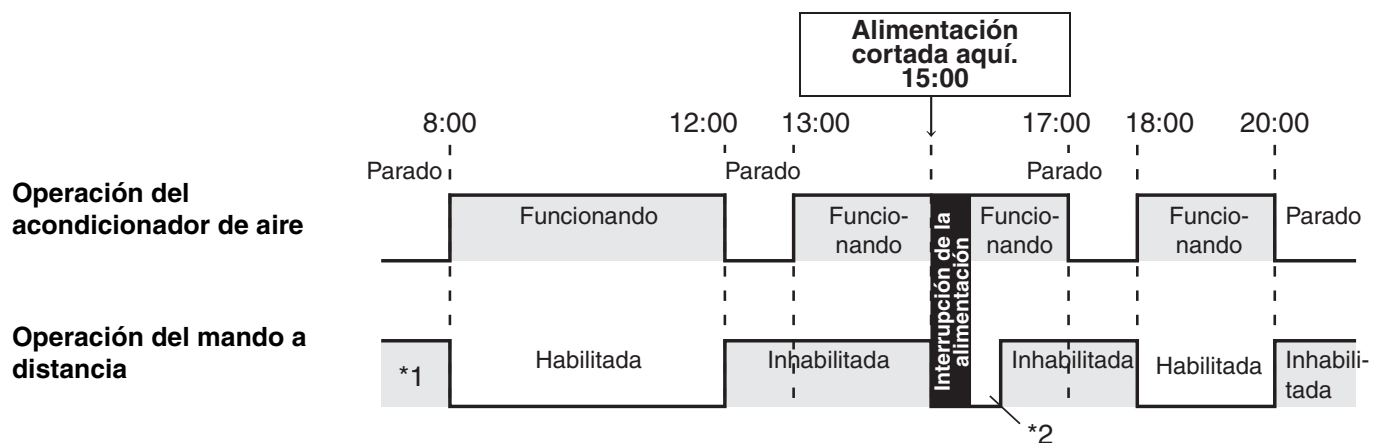 Alimentación
cortada aquí.
15:00
8:00
12:00
13:00
17:00
18:00
20:00
Parado
Parado
Parado
Operación del
acondicionador de aire
Funcionando
Funcio-
nando
Interrupción de la
alimentación
Funcio-
nando
Funcio-
nando
Parado
Operación del mando a
distancia
*1
Habilitada
Inhabilitada
Inhabilitada
Habilitada
Inhabili-
tada
*2